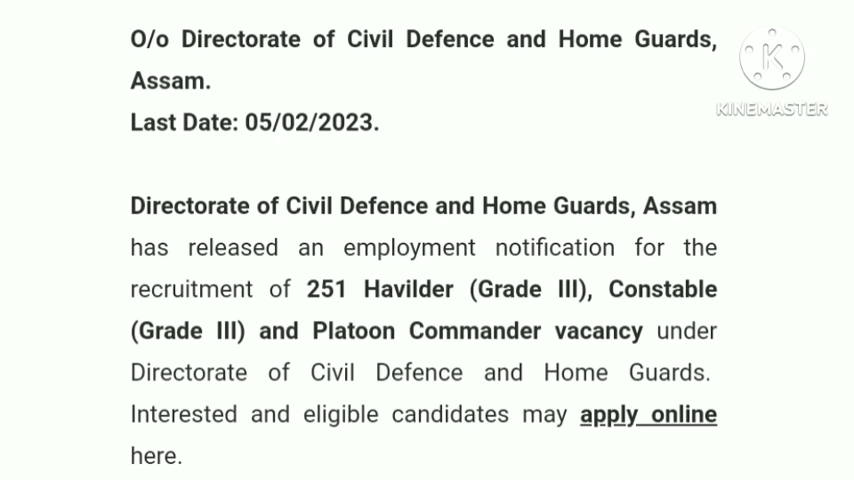 O/o Directorate of Civil Defence and Home Guards,
Assam.
Last Date: 05/02/2023.
KINEMASTER
Directorate of Civil Defence and Home Guards, Assam
has released an employment notification for the
recruitment of 251 Havilder (Grade III), Constable
(Grade III) and Platoon Commander vacancy under
Directorate of Civil Defence and Home Guards.
Interested and eligible candidates may apply online
here.